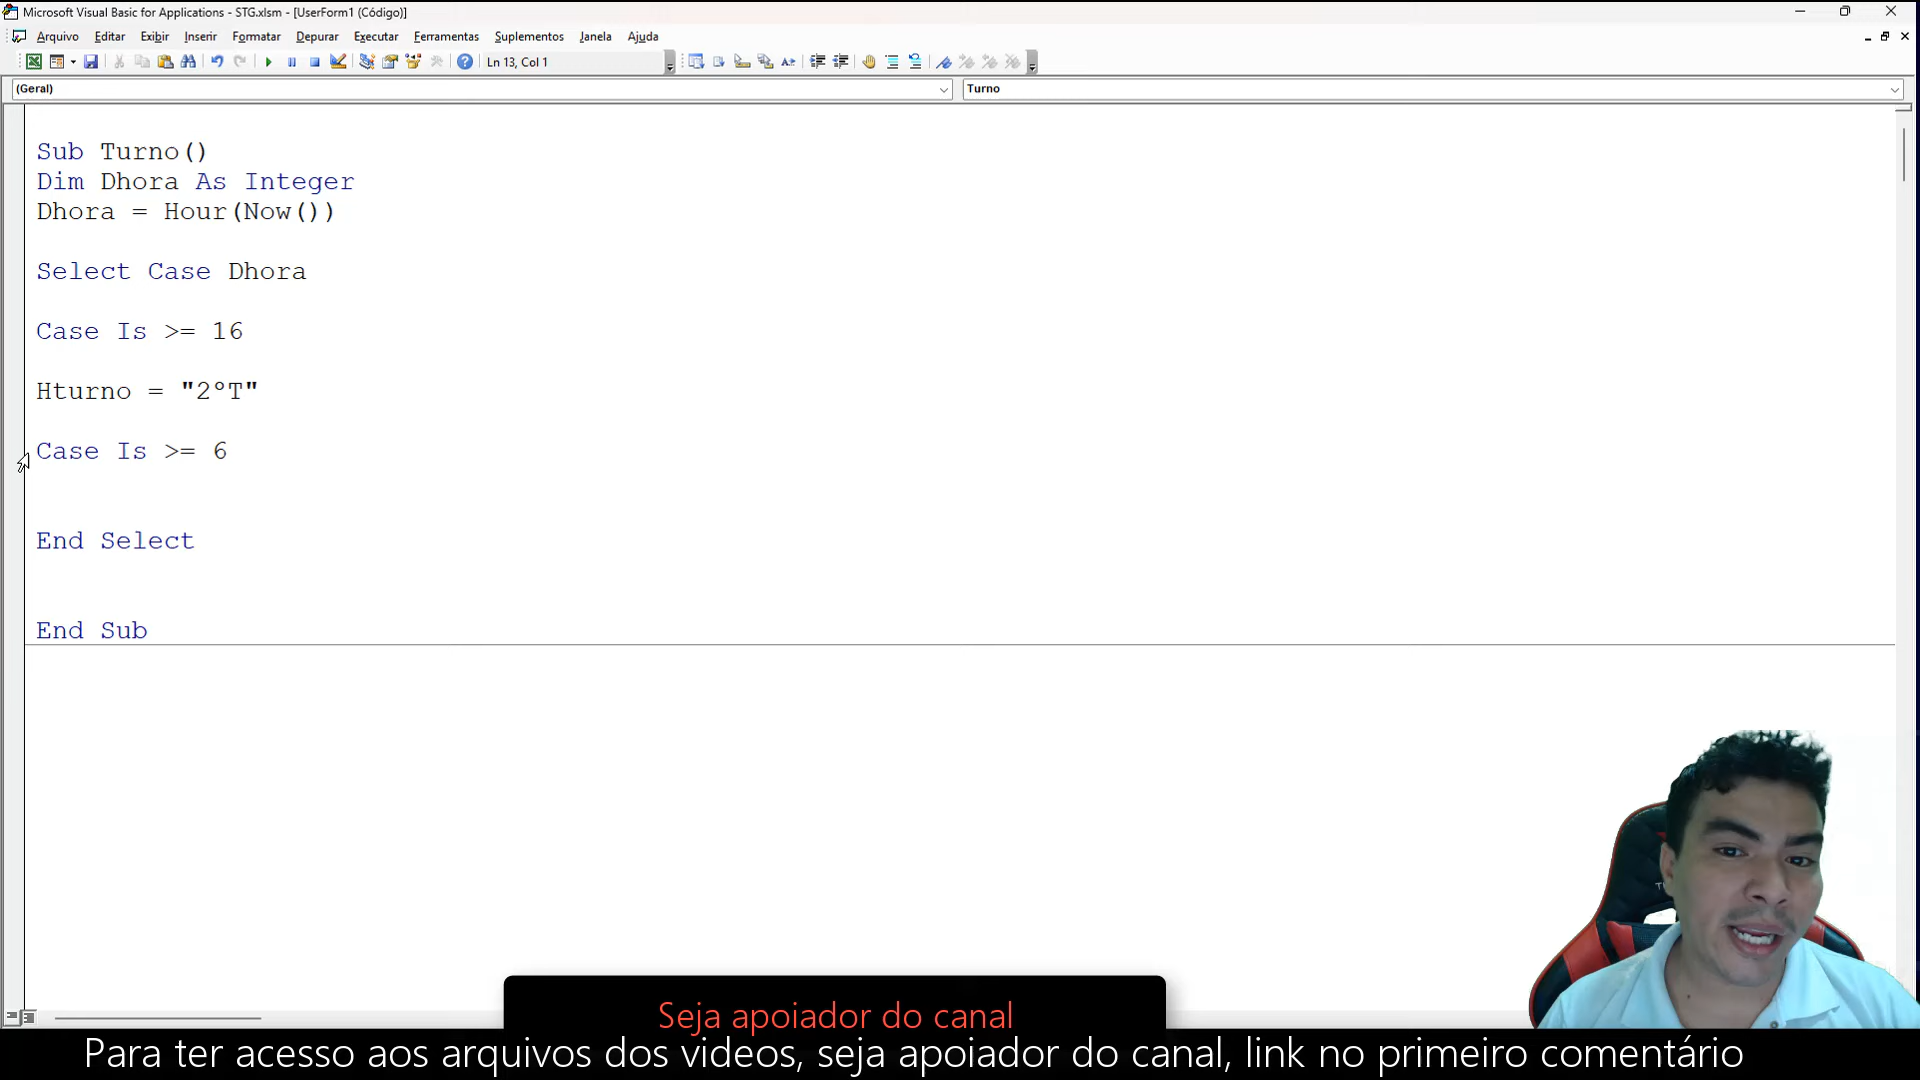 Microsoft Visual Basic for Applications - STG.xlsm - [UserForm1 (Código)]
Arquivo Editar Exibir Inserir Formatar Depurar Executar Ferramentas Suplementos Janela Ajuda
Ln 13, Col 1
(Geral) Turno
Sub Turno()
Dim Dhora As Integer
Dhora = Hour(Now())
Select Case Dhora
Case Is >= 16
Hturno = "2ºT"
Case Is >= 6
End Select
End Sub
Seja apoiador do canal
Para ter acesso aos arquivos dos videos, seja apoiador do canal, link no primeiro comentário